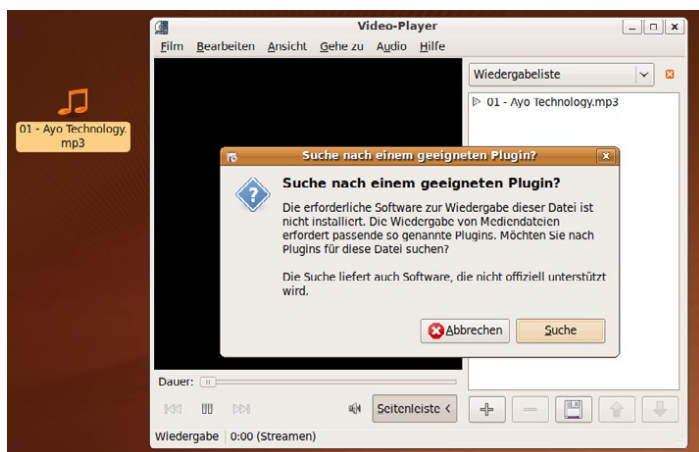 Video-Player
Film Bearbeiten Ansicht Gehe zu Audio Hilfe
Wiedergabeliste
01 - Ayo Technology.mp3
01 - Ayo Technology.
mp3
Suche nach einem geeigneten Plugin?
Suche nach einem geeigneten Plugin?
Die erforderliche Software zur Wiedergabe dieser Datei ist
nicht installiert. Die Wiedergabe von Mediendateien
erfordert passende so genannte Plugins. Möchten Sie nach
Plugins für diese Datei suchen?
Die Suche liefert auch Software, die nicht offiziell unterstützt
wird.
Abbrechen Suche
Dauer:
Seitenleiste <
Wiedergabe 0:00 (Streamen)